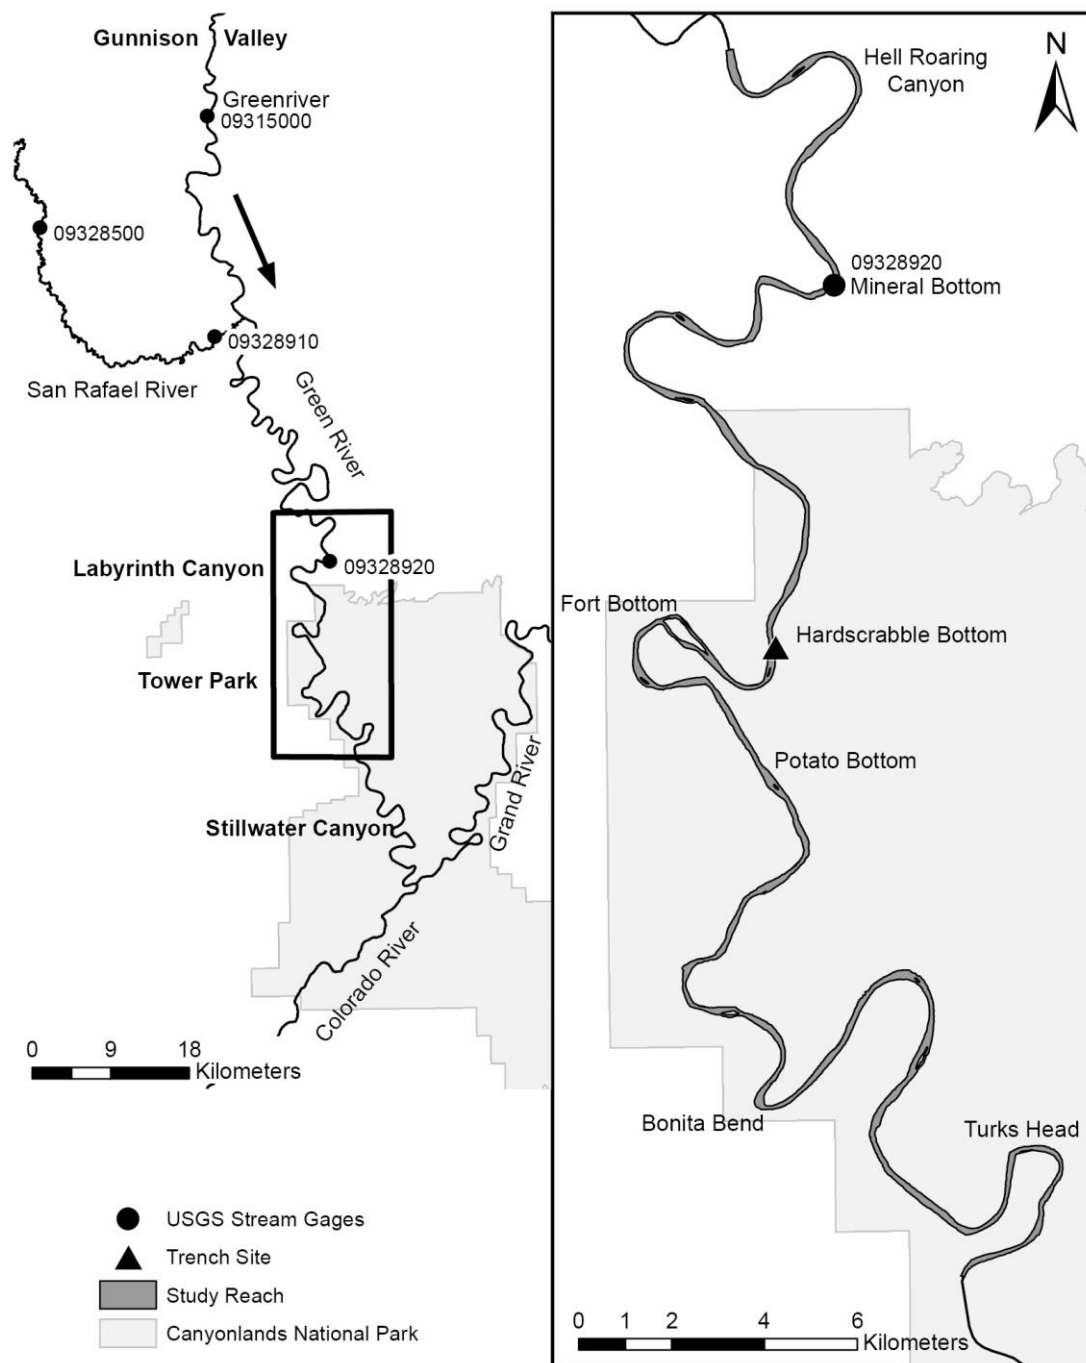 Gunnison Valley
Greenriver
09315000
09328500
09328910
San Rafael River
Green River
Labyrinth Canyon
09328920
Tower Park
Stillwater Canyon
Grand River
Colorado River
0 9 18
Kilometers
USGS Stream Gages
Trench Site
Study Reach
Canyonlands National Park
Hell Roaring
Canyon
N
09328920
Mineral Bottom
Fort Bottom
Hardscrabble Bottom
Potato Bottom
Bonita Bend
Turks Head
0 1 2 4 6
Kilometers